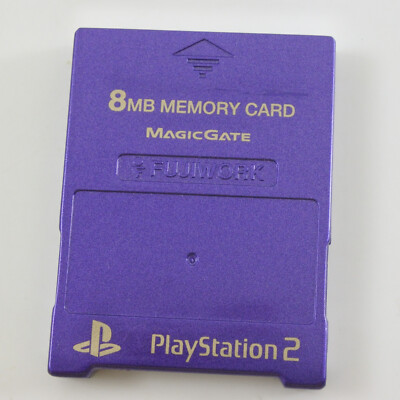 8MB MEMORY CARD
MAGICGATE
FUJIWORK
PlayStation 2